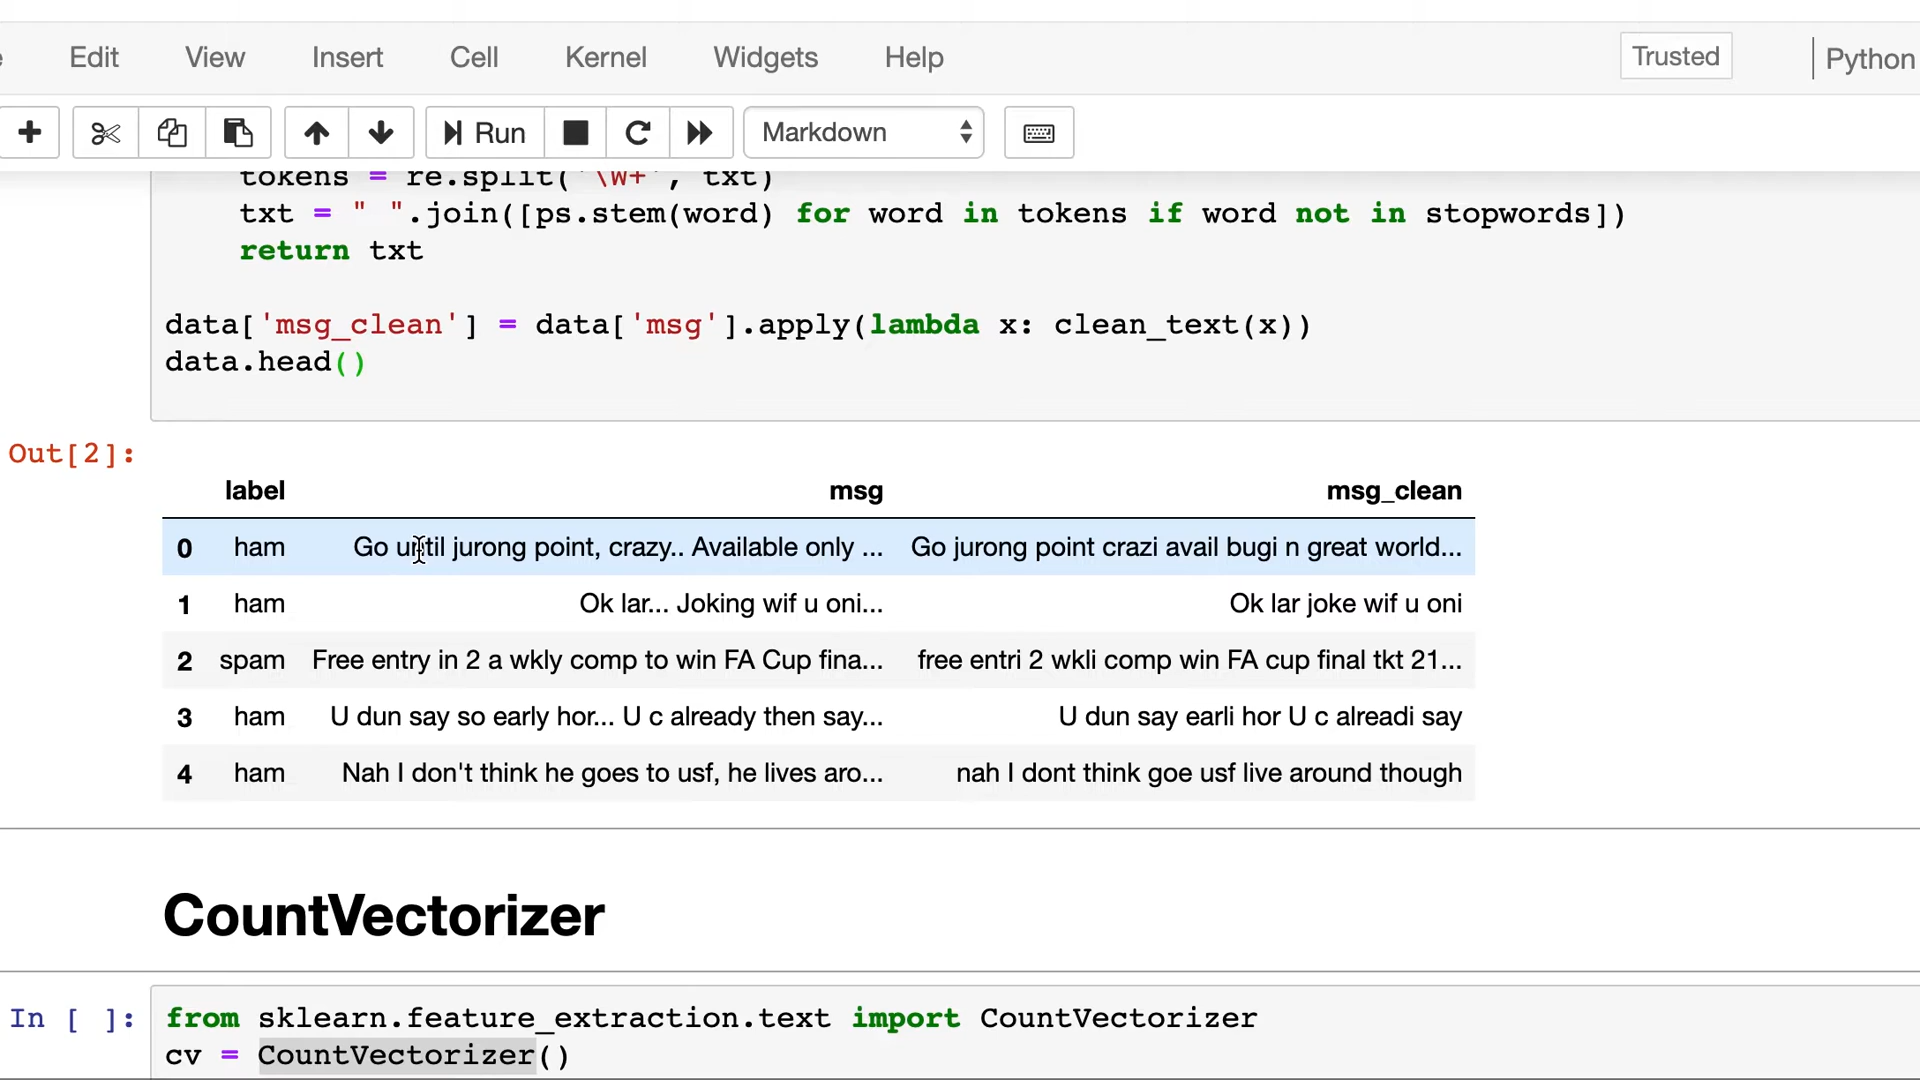 Edit View Insert Cell Kernel Widgets Help Trusted Python
Run Markdown
tokens = re.split('\W+', txt)
txt = " ".join([ps.stem(word) for word in tokens if word not in stopwords])
return txt
data['msg_clean'] = data['msg'].apply(lambda x: clean_text(x))
data.head()
Out[2]:
label msg msg_clean
0 ham Go until jurong point, crazy.. Available only ... Go jurong point crazi avail bugi n great world...
1 ham Ok lar... Joking wif u oni... Ok lar joke wif u oni
2 spam Free entry in 2 a wkly comp to win FA Cup fina... free entri 2 wkli comp win FA cup final tkt 21...
3 ham U dun say so early hor... U c already then say... U dun say earli hor U c alreadi say
4 ham Nah I don't think he goes to usf, he lives aro... nah I dont think goe usf live around though
CountVectorizer
In [ ]: from sklearn.feature_extraction.text import CountVectorizer
cv = CountVectorizer()